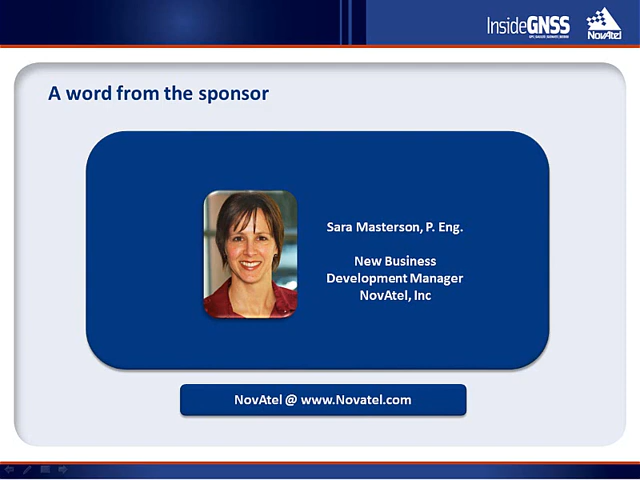 InsideGNSS
NovAtel
A word from the sponsor
Sara Masterson, P. Eng.
New Business
Development Manager
NovAtel, Inc
NovAtel @ www.Novatel.com